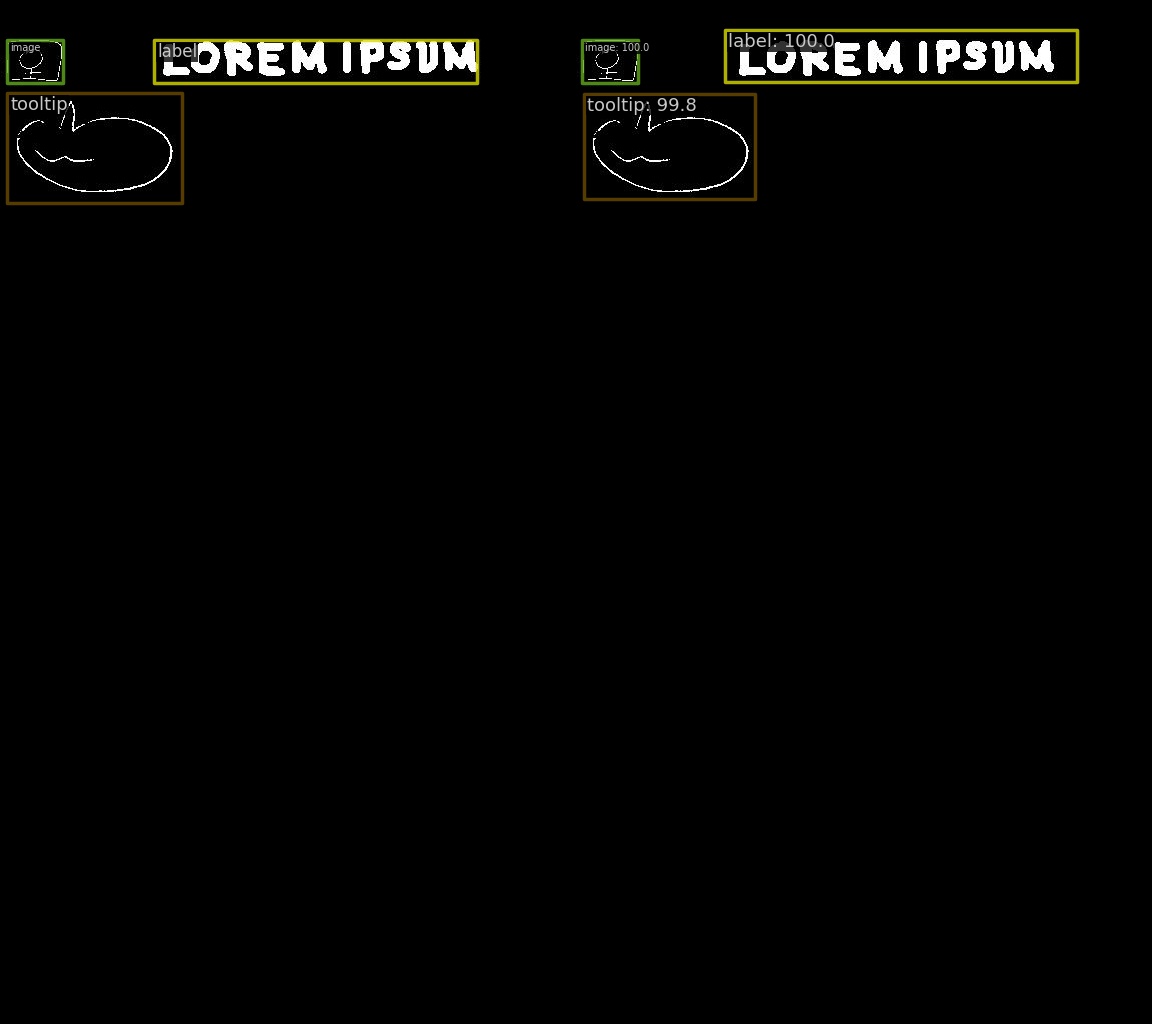 image
label
LOREM IPSUM
image: 100.0
label: 100.0
LOREM IPSUM
tooltip
tooltip: 99.8